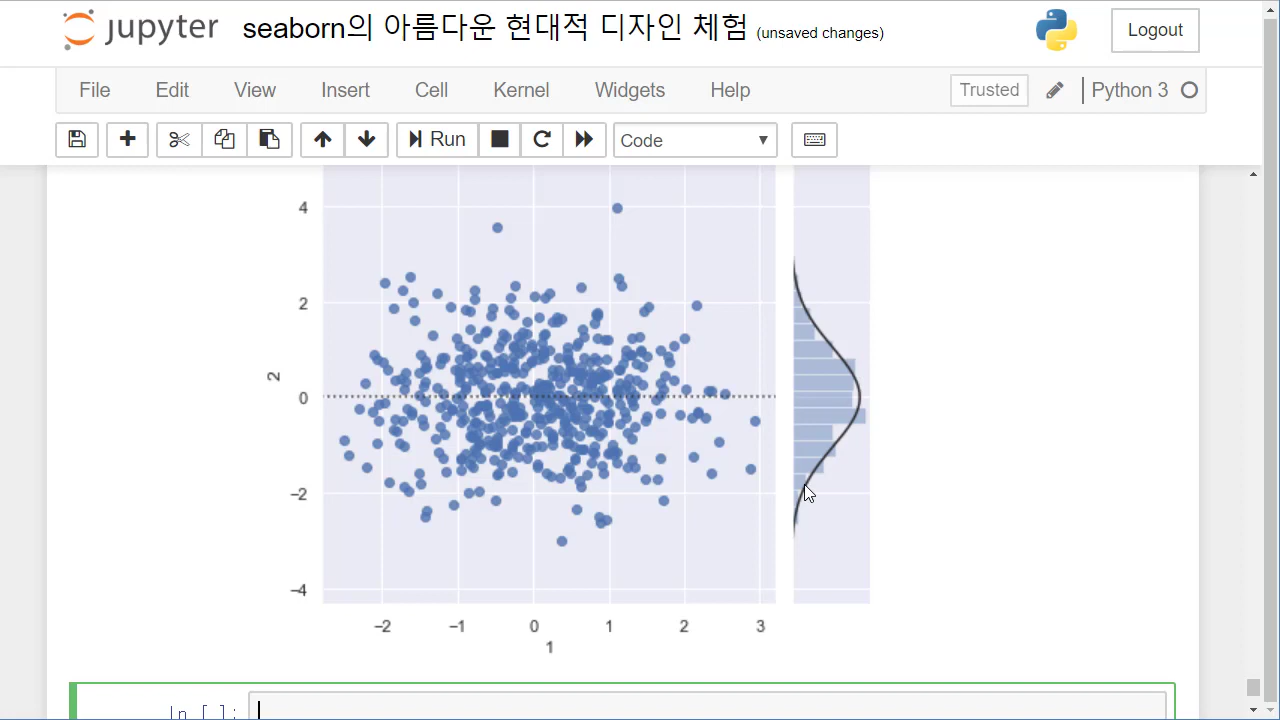 jupyter seaborn의 아름다운 현대적 디자인 체험 (unsaved changes) Logout
File Edit View Insert Cell Kernel Widgets Help Trusted Python 3
Run Code
4
2
0
−2
−4
2
−2 −1 0 1 2 3
1
In [ ]: